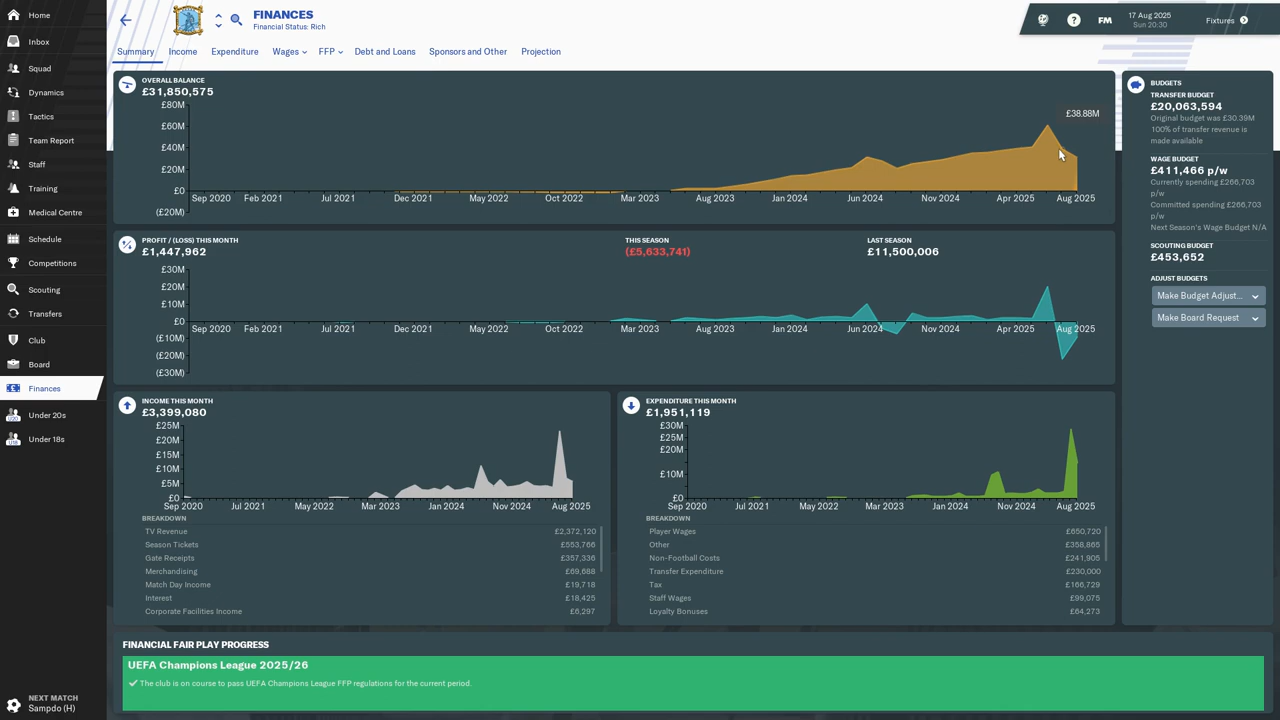 Home
Inbox
Squad
Dynamics
Tactics
Team Report
Staff
Training
Medical Centre
Schedule
Competitions
Scouting
Transfers
Club
Board
Finances
Under 20s
Under 18s
NEXT MATCH
Sampdo (H)
FINANCES
Financial Status: Rich
FM
17 Aug 2025
Sun 20:30
Fixtures
Summary
Income
Expenditure
Wages
FFP
Debt and Loans
Sponsors and Other
Projection
OVERALL BALANCE
£31,850,575
£80M
£60M
£40M
£20M
£0
(£20M)
£38.88M
Sep 2020 Feb 2021 Jul 2021 Dec 2021 May 2022 Oct 2022 Mar 2023 Aug 2023 Jan 2024 Jun 2024 Nov 2024 Apr 2025 Aug 2025
PROFIT / (LOSS) THIS MONTH
£1,447,962
THIS SEASON
(£5,633,741)
LAST SEASON
£11,500,006
£30M
£20M
£10M
£0
(£10M)
(£20M)
(£30M)
Sep 2020 Feb 2021 Jul 2021 Dec 2021 May 2022 Oct 2022 Mar 2023 Aug 2023 Jan 2024 Jun 2024 Nov 2024 Apr 2025 Aug 2025
INCOME THIS MONTH
£3,399,080
£25M
£20M
£15M
£10M
£5M
£0
Sep 2020 Jul 2021 May 2022 Mar 2023 Jan 2024 Nov 2024 Aug 2025
BREAKDOWN
TV Revenue £2,372,120
Season Tickets £553,766
Gate Receipts £357,336
Merchandising £69,688
Match Day Income £19,718
Interest £18,425
Corporate Facilities Income £6,297
EXPENDITURE THIS MONTH
£1,951,119
£30M
£25M
£20M
£10M
£0
Sep 2020 Jul 2021 May 2022 Mar 2023 Jan 2024 Nov 2024 Aug 2025
BREAKDOWN
Player Wages £650,720
Other £358,865
Non-Football Costs £241,905
Transfer Expenditure £230,000
Tax £166,729
Staff Wages £99,075
Loyalty Bonuses £64,273
BUDGETS
TRANSFER BUDGET
£20,063,594
Original budget was £30.39M
100% of transfer revenue is
made available
WAGE BUDGET
£411,466 p/w
Currently spending £266,703
p/w
Committed spending £266,703
p/w
Next Season's Wage Budget N/A
SCOUTING BUDGET
£453,652
ADJUST BUDGETS
Make Budget Adjust...
Make Board Request
FINANCIAL FAIR PLAY PROGRESS
UEFA Champions League 2025/26
The club is on course to pass UEFA Champions League FFP regulations for the current period.